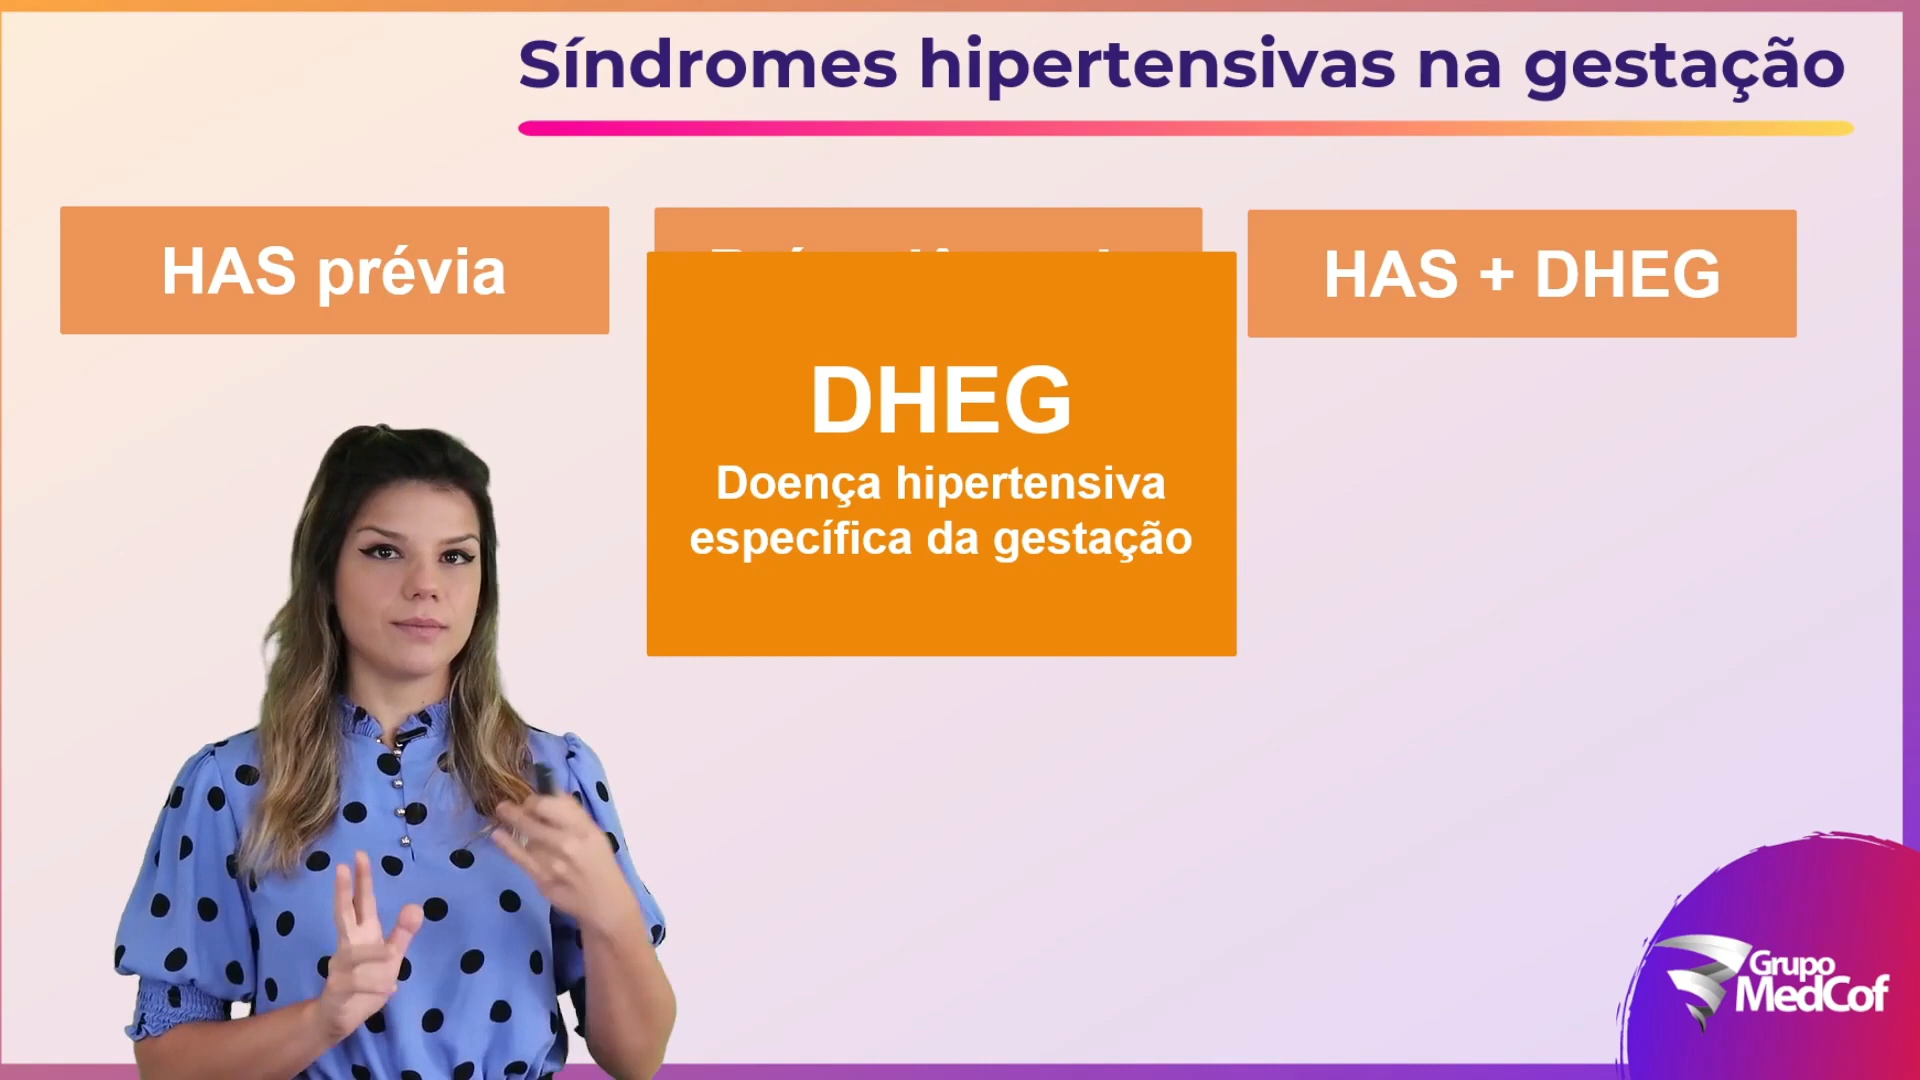 Síndromes hipertensivas na gestação
HAS prévia
HAS + DHEG
DHEG
Doença hipertensiva
específica da gestação
Grupo
MedCof